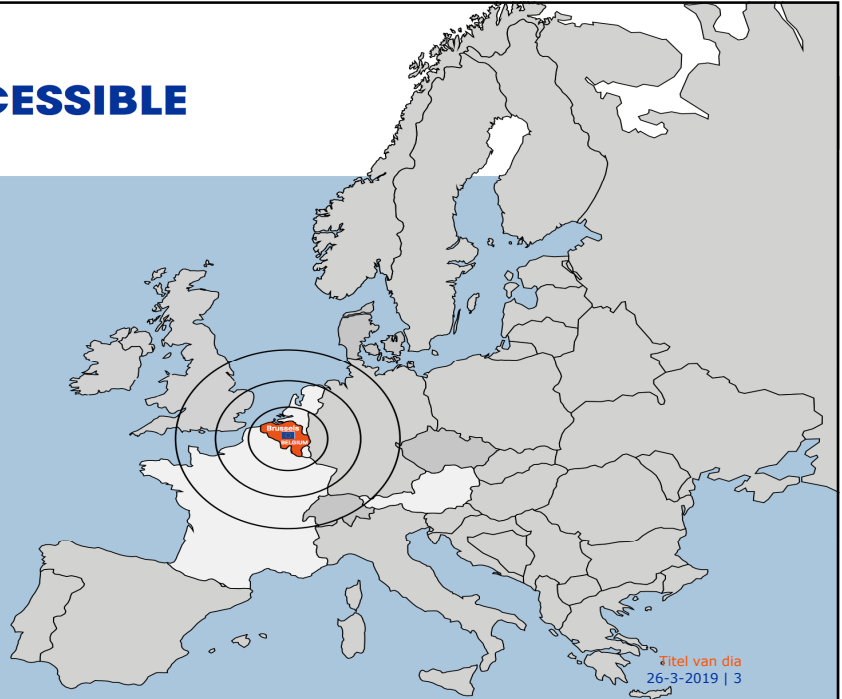 CESSIBLE
Brussels
BELGIUM
Titel van dia
26-3-2019 | 3